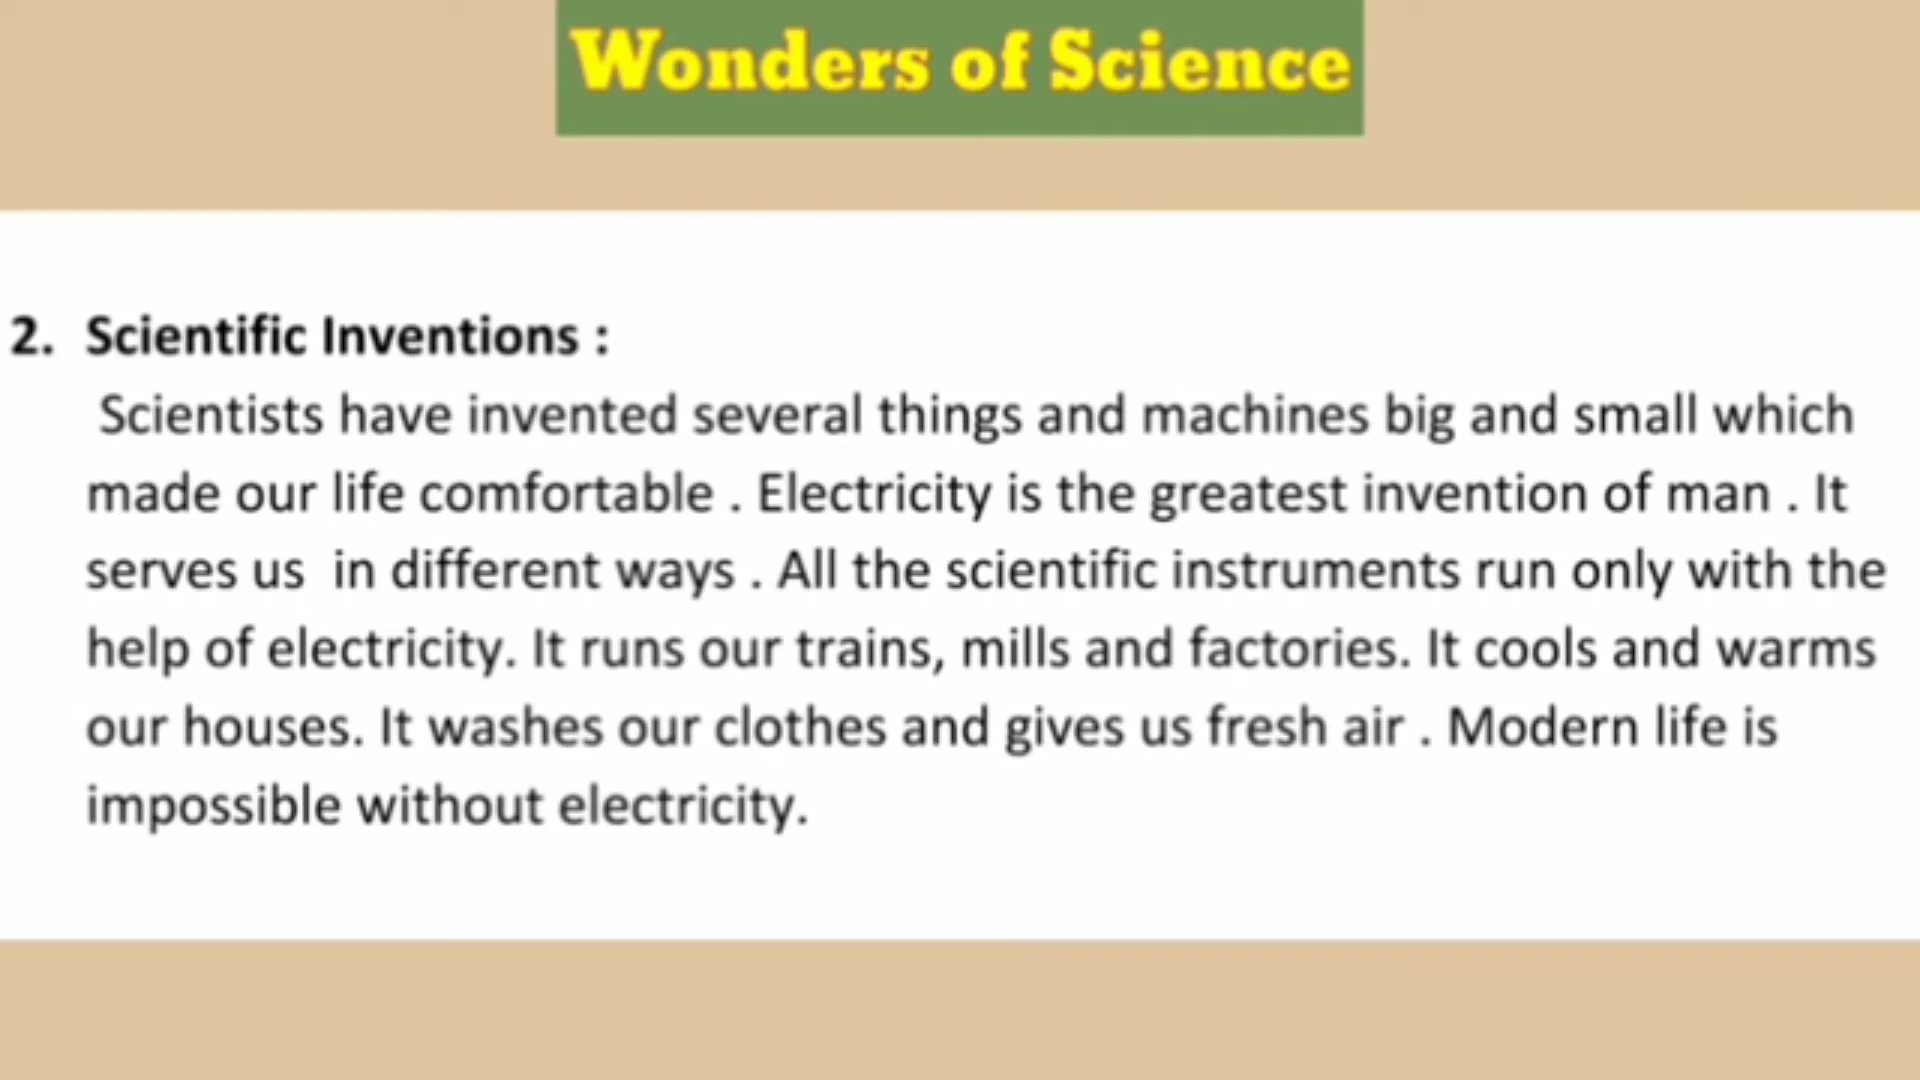 Wonders of Science
2. Scientific Inventions :
Scientists have invented several things and machines big and small which
made our life comfortable . Electricity is the greatest invention of man . It
serves us  in different ways . All the scientific instruments run only with the
help of electricity. It runs our trains, mills and factories. It cools and warms
our houses. It washes our clothes and gives us fresh air . Modern life is
impossible without electricity.